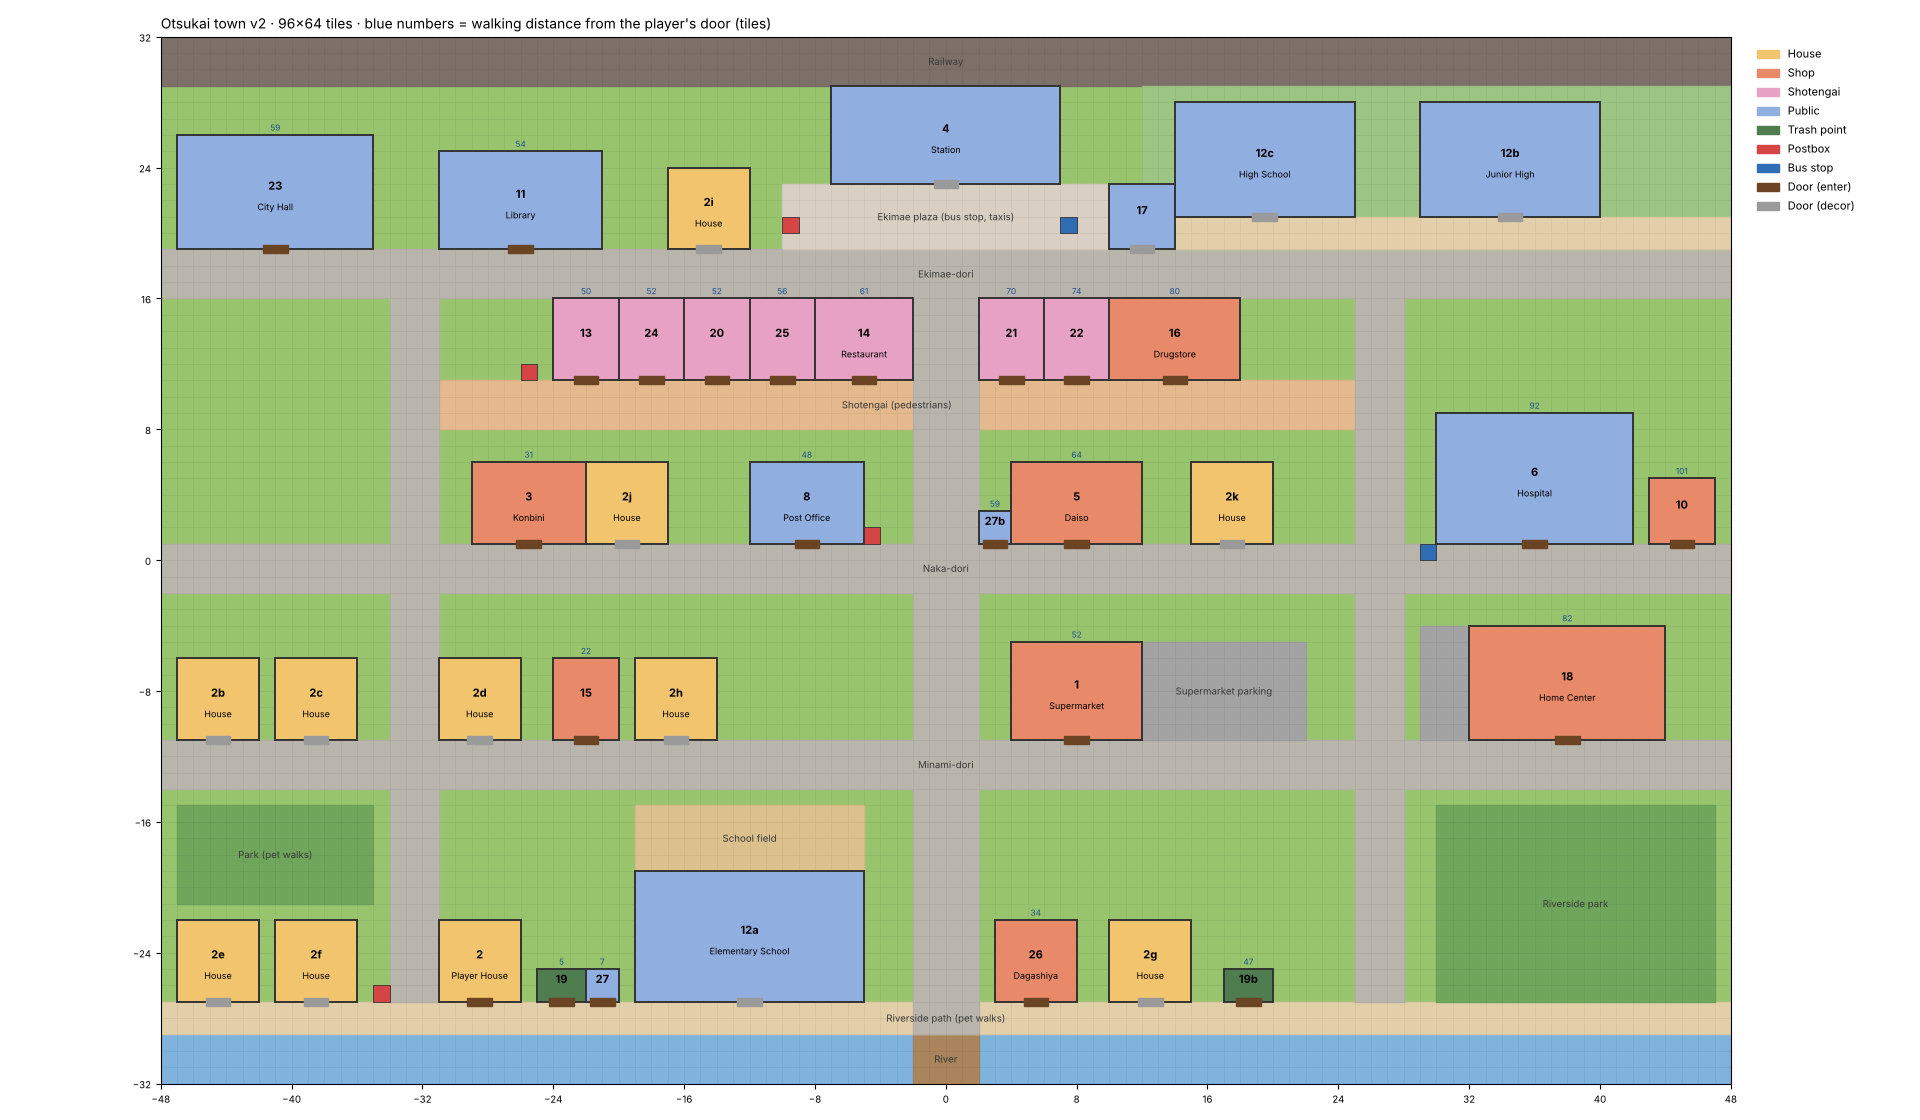 Otsukai town v2 · 96×64 tiles · blue numbers = walking distance from the player's door (tiles)
32
24
16
8
0
−8
−16
−24
−32
−48
−40
−32
−24
−16
−8
0
8
16
24
32
40
48
House
Shop
Shotengai
Public
Trash point
Postbox
Bus stop
Door (enter)
Door (decor)
Railway
59
23
City Hall
54
11
Library
2i
House
4
Station
Ekimae plaza (bus stop, taxis)
17
12c
High School
12b
Junior High
Ekimae-dori
50
13
52
24
52
20
56
25
61
14
Restaurant
70
21
74
22
80
16
Drugstore
Shotengai (pedestrians)
31
3
Konbini
2j
House
48
8
Post Office
59
27b
64
5
Daiso
2k
House
92
6
Hospital
101
10
Naka-dori
2b
House
2c
House
2d
House
22
15
2h
House
52
1
Supermarket
Supermarket parking
82
18
Home Center
Minami-dori
Park (pet walks)
School field
Riverside park
2e
House
2f
House
2
Player House
5
19
7
27
12a
Elementary School
34
26
Dagashiya
2g
House
47
19b
Riverside path (pet walks)
River